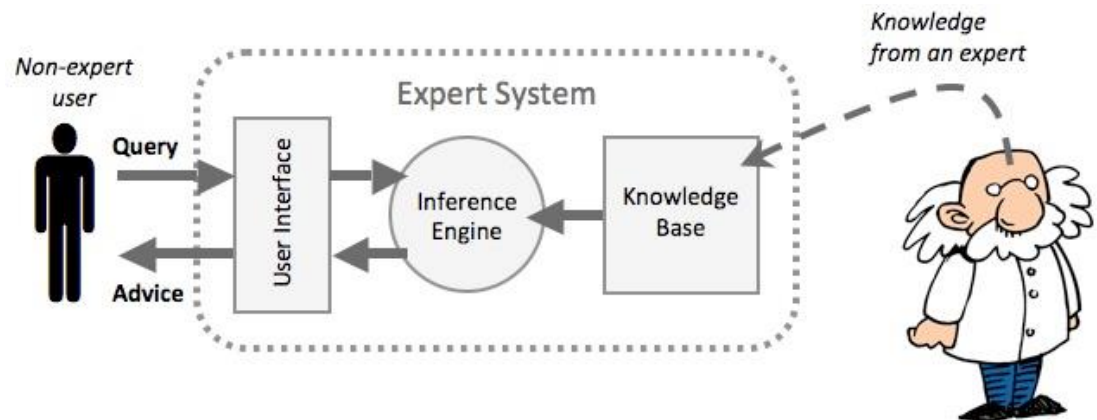 Non-expert
user
Query
Advice
Expert System
User Interface
Inference
Engine
Knowledge
Base
Knowledge
from an expert